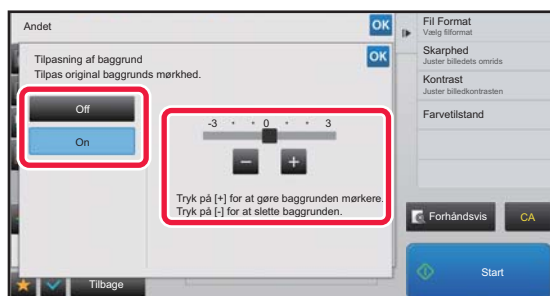 Andet
OK
Tilpasning af baggrund
OK
Tilpas original baggrunds mørkhed.
Off
On
-3 0 3
Tryk på [+] for at gøre baggrunden mørkere.
Tryk på [-] for at slette baggrunden.
Tilbage
Fil Format
Vælg filformat
Skarphed
Juster billedets omrids
Kontrast
Juster billedkontrasten
Farvetilstand
Forhåndsvis
CA
Start